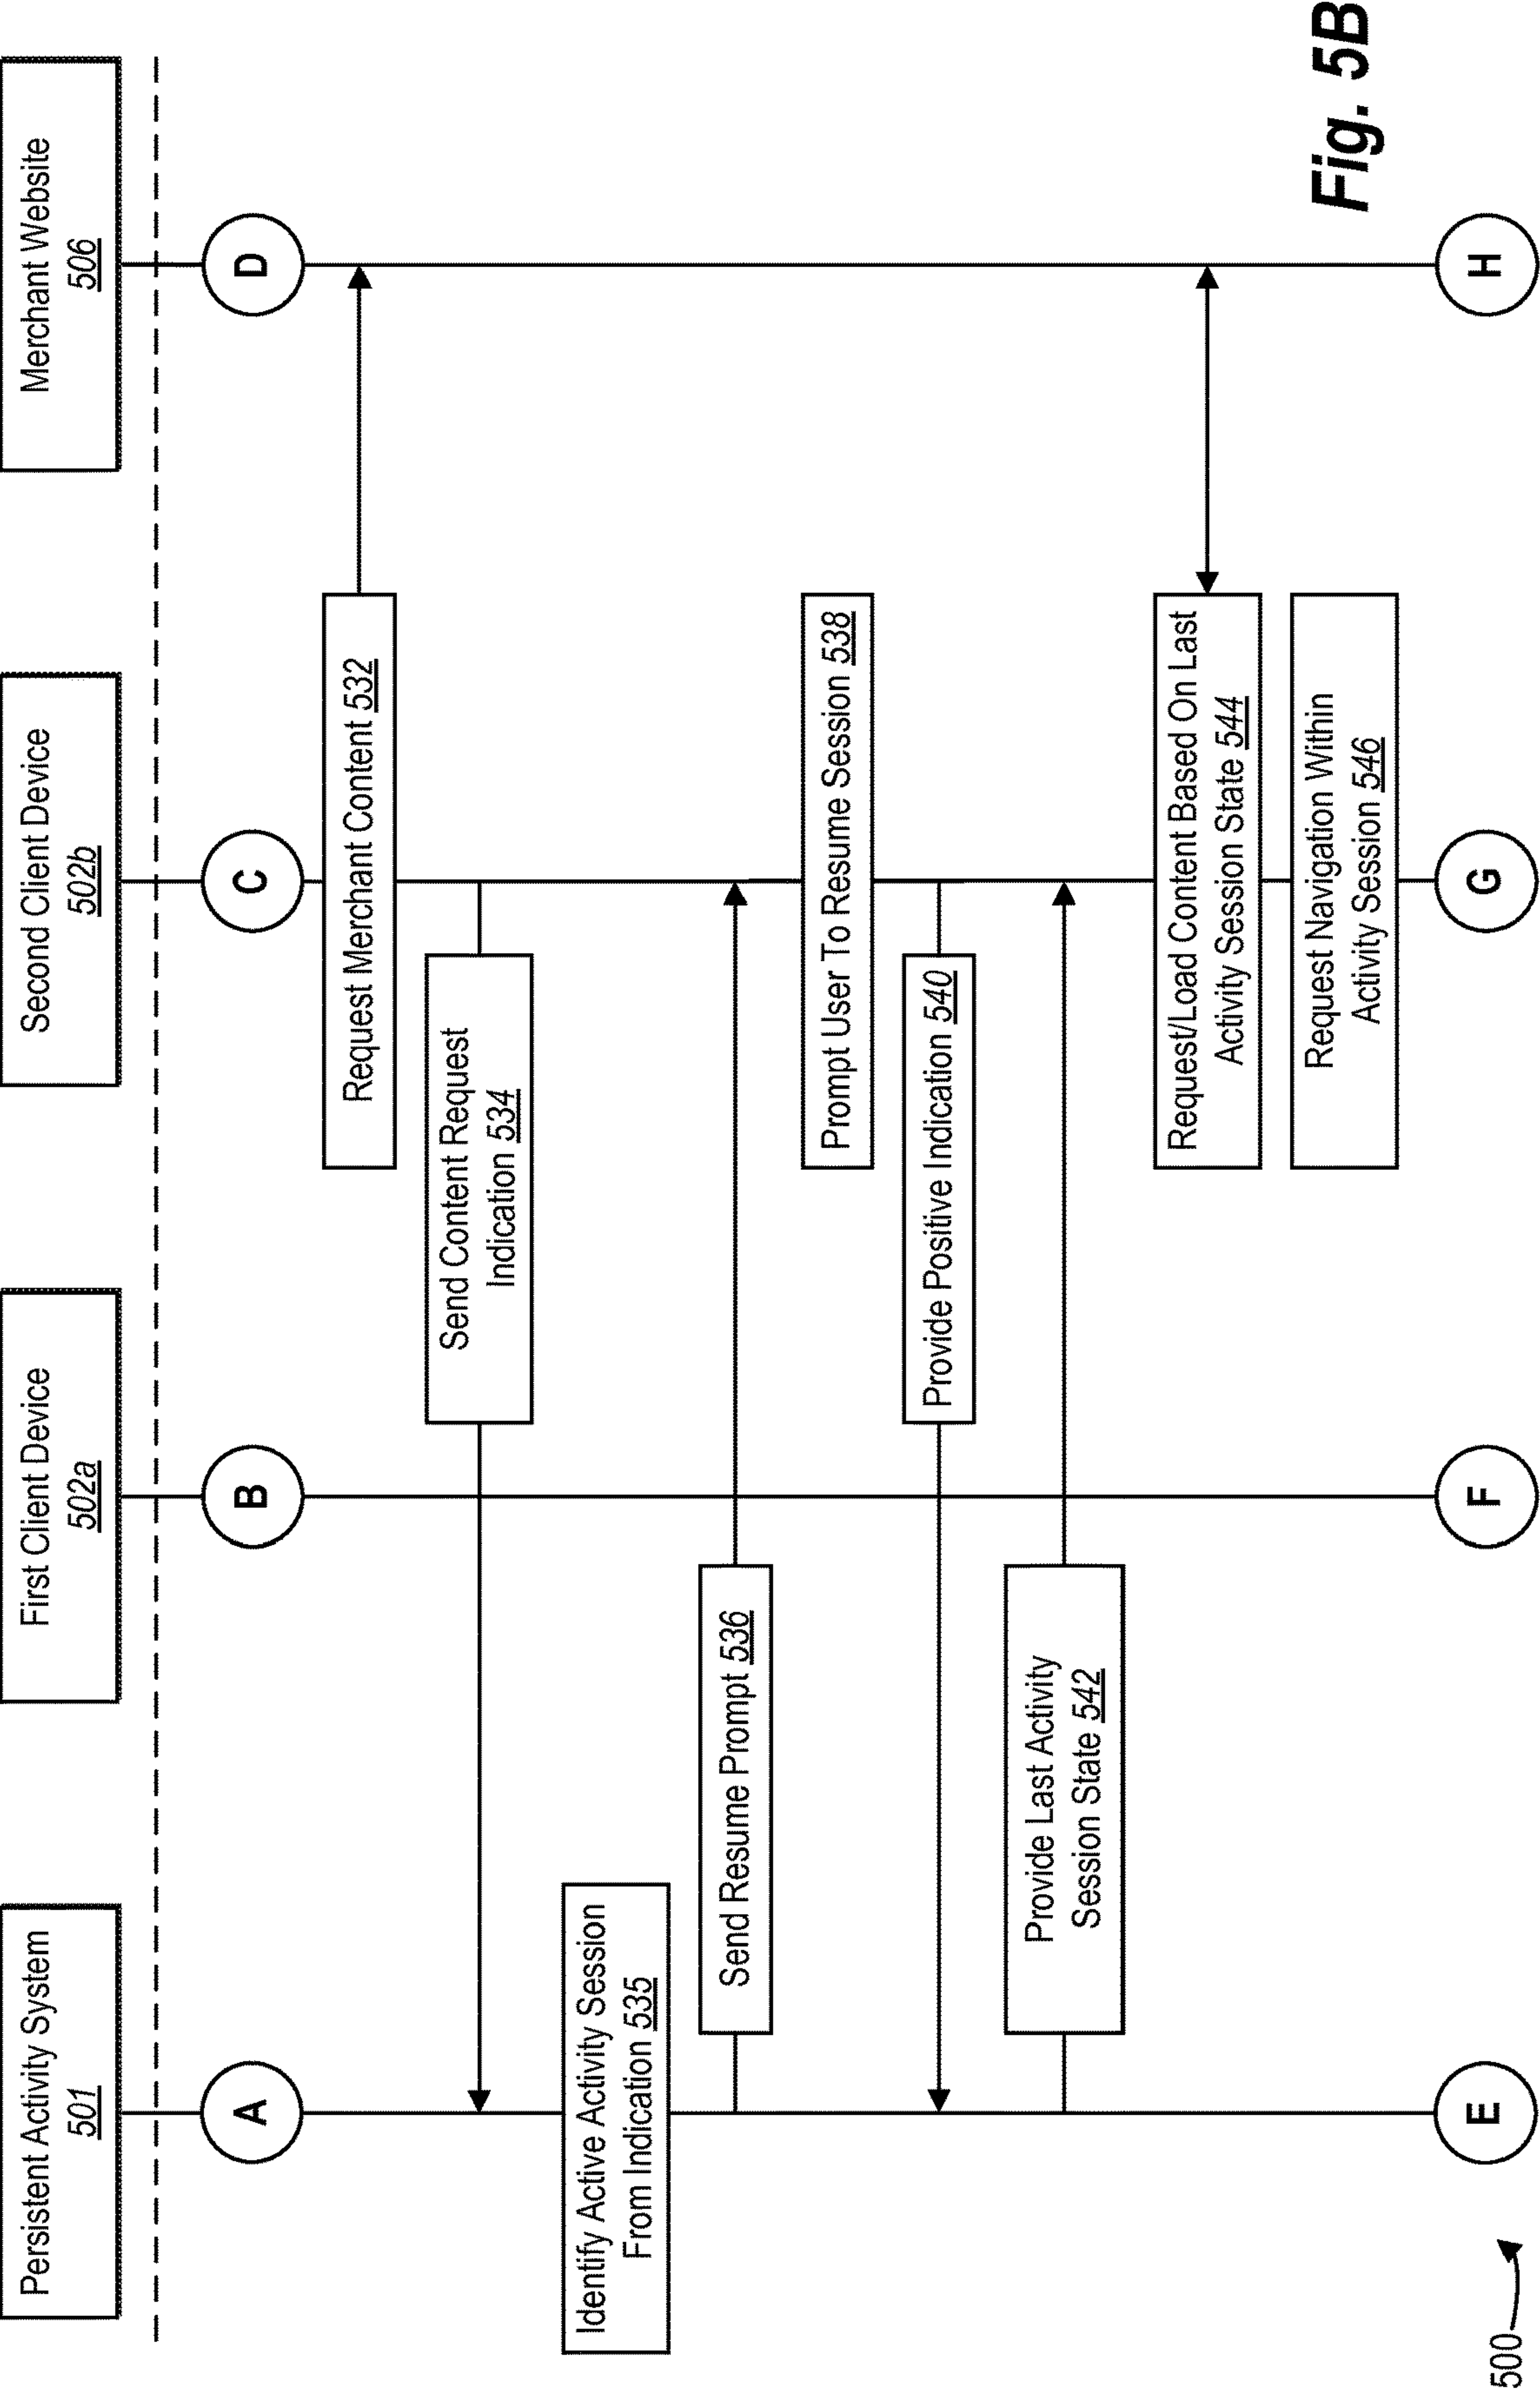 Persistent Activity System
501
First Client Device
502a
Second Client Device
502b
Merchant Website
506
A
B
C
D
Request Merchant Content 532
Send Content Request
Indication 534
Identify Active Activity Session
From Indication 535
Send Resume Prompt 536
Prompt User To Resume Session 538
Provide Positive Indication 540
Provide Last Activity
Session State 542
Request/Load Content Based On Last
Activity Session State 544
Request Navigation Within
Activity Session 546
E
F
G
H
500
Fig. 5B